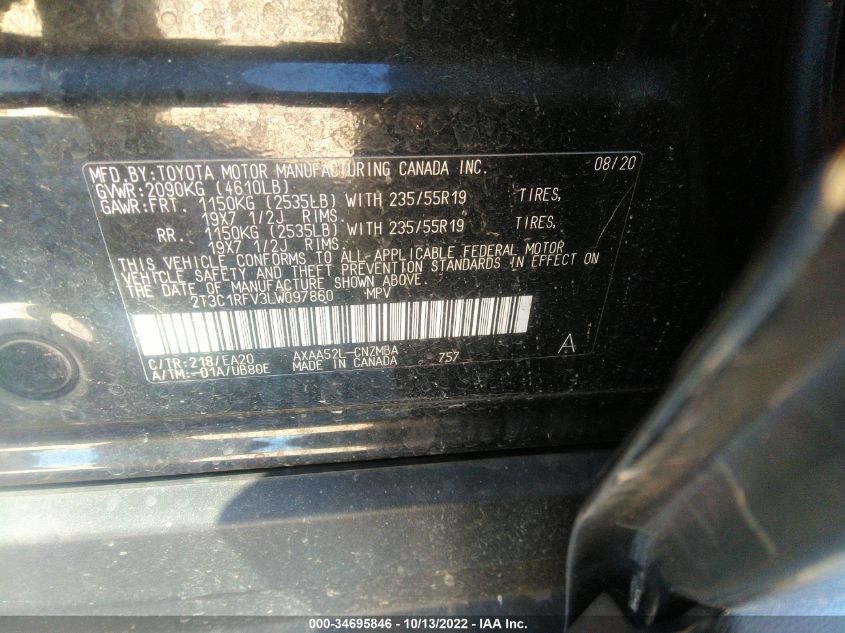 MFD.BY:TOYOTA MOTOR MANUFACTURING CANADA INC. 08/20
GVWR:2090KG (4610LB)
GAWR:FRT. 1150KG (2535LB) WITH 235/55R19 TIRES,
19X7 1/2J RIMS.
RR. 1150KG (2535LB) WITH 235/55R19 TIRES,
19X7 1/2J RIMS.
THIS VEHICLE CONFORMS TO ALL APPLICABLE FEDERAL MOTOR
VEHICLE SAFETY AND THEFT PREVENTION STANDARDS IN EFFECT ON
THE DATE OF MANUFACTURE SHOWN ABOVE.
2T3C1RFV3LW097860 MPV
C/TR:218/EA20 AXAA52L-CNZMBA 757 A
A/TM:-01A/UB80E MADE IN CANADA
000-34695846 - 10/13/2022 - IAA Inc.